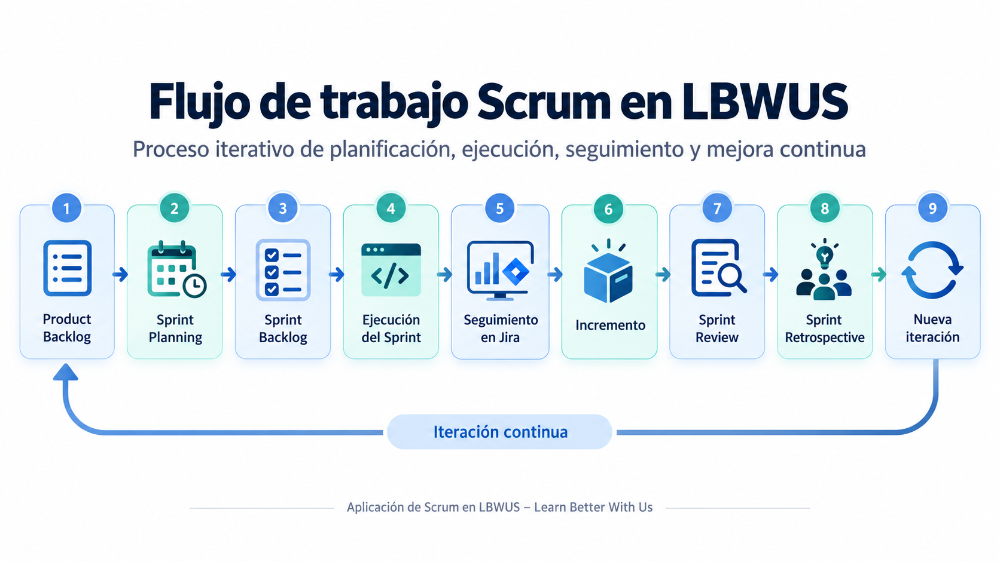 Flujo de trabajo Scrum en LBWUS
Proceso iterativo de planificación, ejecución, seguimiento y mejora continua
1
Product
Backlog
2
Sprint
Planning
3
Sprint
Backlog
4
Ejecución
del Sprint
5
Seguimiento
en Jira
6
Incremento
7
Sprint
Review
8
Sprint
Retrospective
9
Nueva
iteración
Iteración continua
Aplicación de Scrum en LBWUS – Learn Better With Us